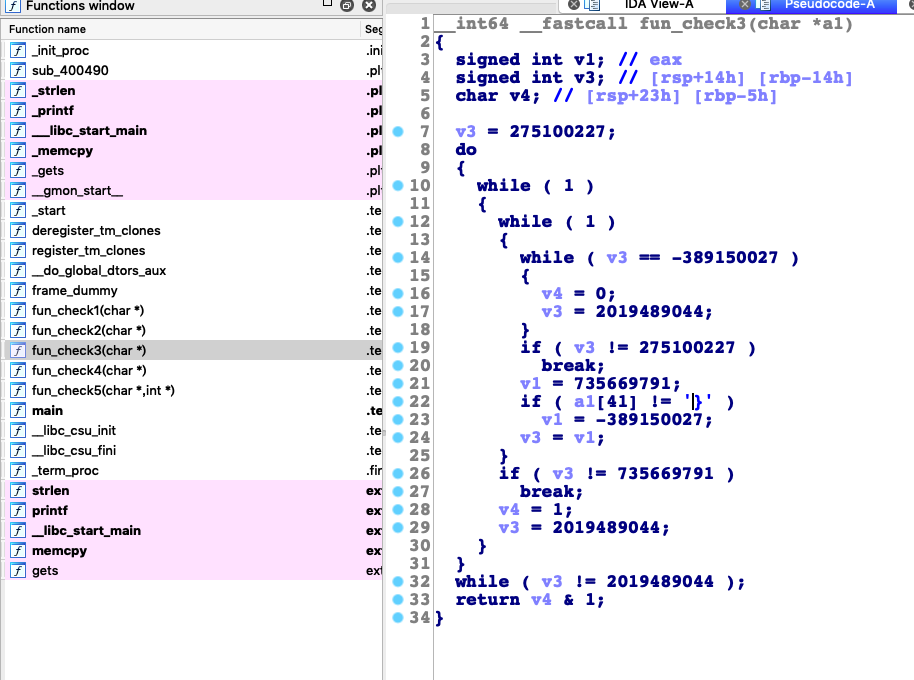 Functions window
Function name Seg
f _init_proc .ini
f sub_400490 .pl
f _strlen .pl
f _printf .pl
f ___libc_start_main .pl
f _memcpy .pl
f _gets .pl
f __gmon_start__ .pl
f _start .te
f deregister_tm_clones .te
f register_tm_clones .te
f __do_global_dtors_aux .te
f frame_dummy .te
f fun_check1(char *) .te
f fun_check2(char *) .te
f fun_check3(char *) .te
f fun_check4(char *) .te
f fun_check5(char *,int *) .te
f main .te
f __libc_csu_init .te
f __libc_csu_fini .te
f _term_proc .fir
f strlen ext
f printf ext
f __libc_start_main ext
f memcpy ext
f gets ext
IDA View-A Pseudocode-A
1 __int64 __fastcall fun_check3(char *a1)
2 {
3 signed int v1; // eax
4 signed int v3; // [rsp+14h] [rbp-14h]
5 char v4; // [rsp+23h] [rbp-5h]
6
7 v3 = 275100227;
8 do
9 {
10 while ( 1 )
11 {
12 while ( 1 )
13 {
14 while ( v3 == -389150027 )
15 {
16 v4 = 0;
17 v3 = 2019489044;
18 }
19 if ( v3 != 275100227 )
20 break;
21 v1 = 735669791;
22 if ( a1[41] != '}' )
23 v1 = -389150027;
24 v3 = v1;
25 }
26 if ( v3 != 735669791 )
27 break;
28 v4 = 1;
29 v3 = 2019489044;
30 }
31 }
32 while ( v3 != 2019489044 );
33 return v4 & 1;
34 }